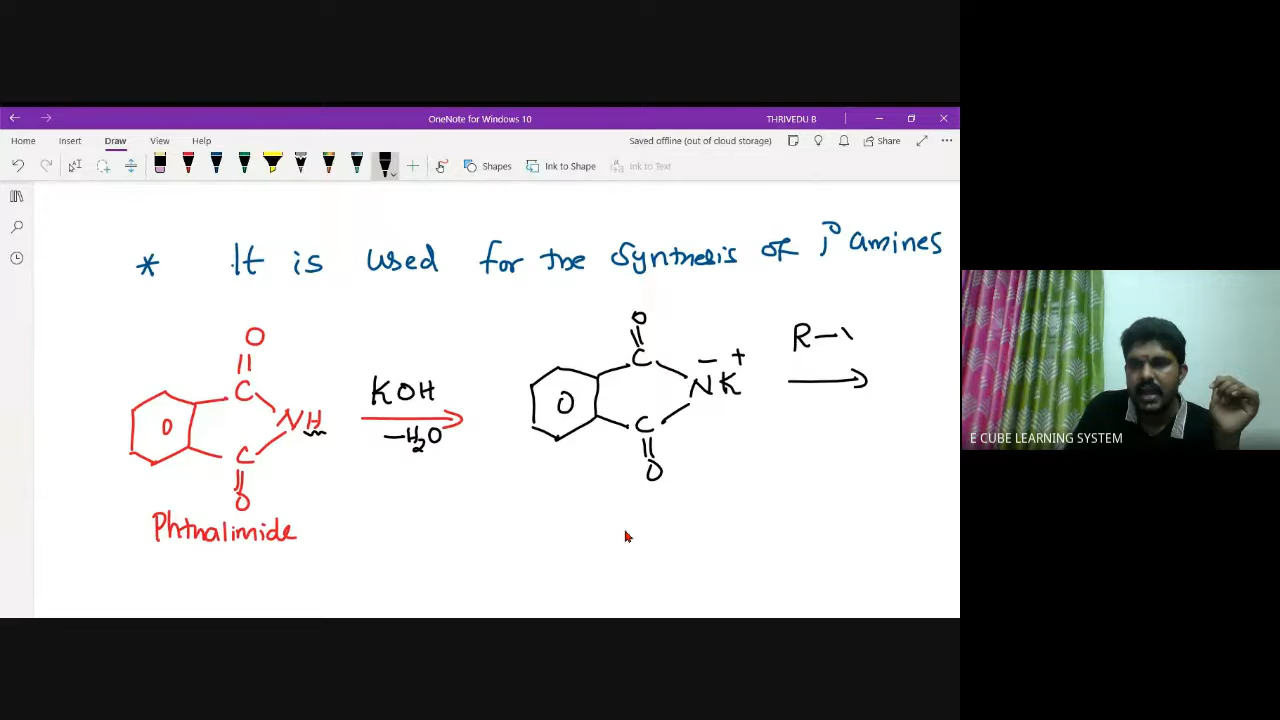 OneNote for Windows 10
THRIVEDU B
Home Insert Draw View Help
Saved offline (out of cloud storage)
Share
Shapes
Ink to Shape
Ink to Text
* It is used for the Synthesis of 1° amines
O
C
NH
C
O
Phthalimide
KOH
−H2O
O
C
− +
NK
C
O
R—
E CUBE LEARNING SYSTEM